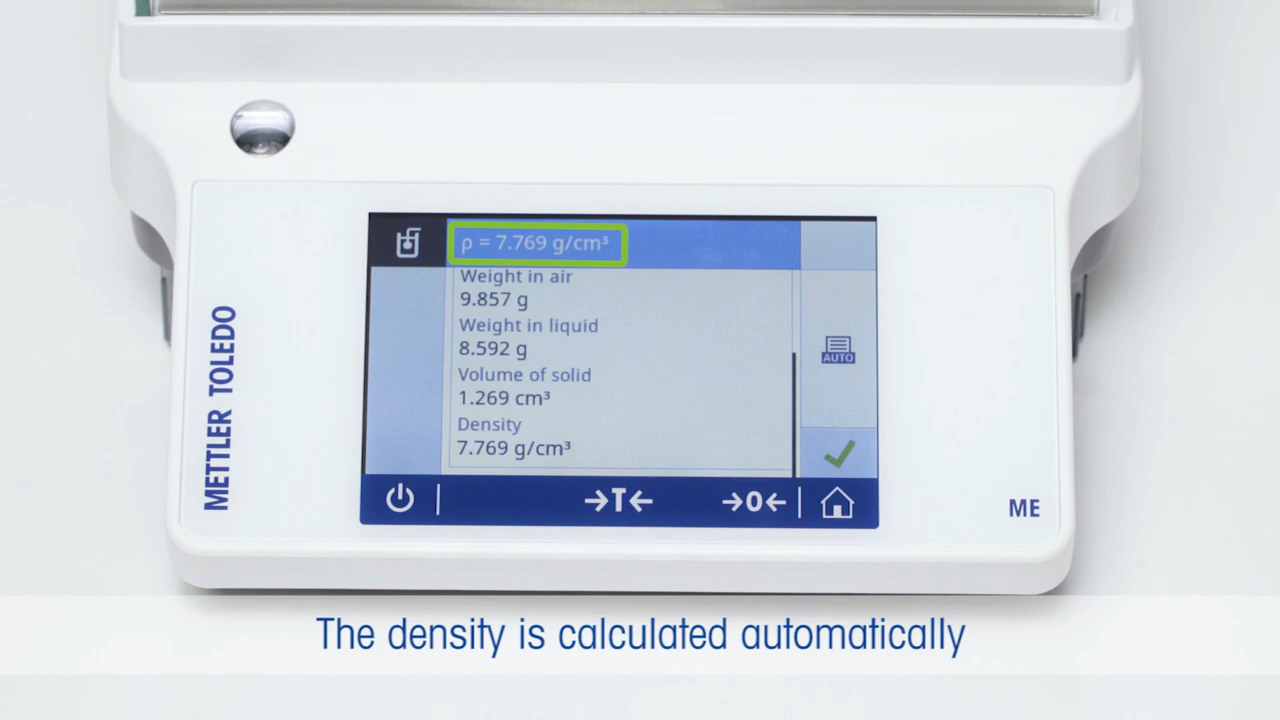 ρ = 7.769 g/cm³
Weight in air
9.857 g
Weight in liquid
8.592 g
Volume of solid
1.269 cm³
Density
7.769 g/cm³
AUTO
→T←
→0←
METTLER TOLEDO
ME
The density is calculated automatically